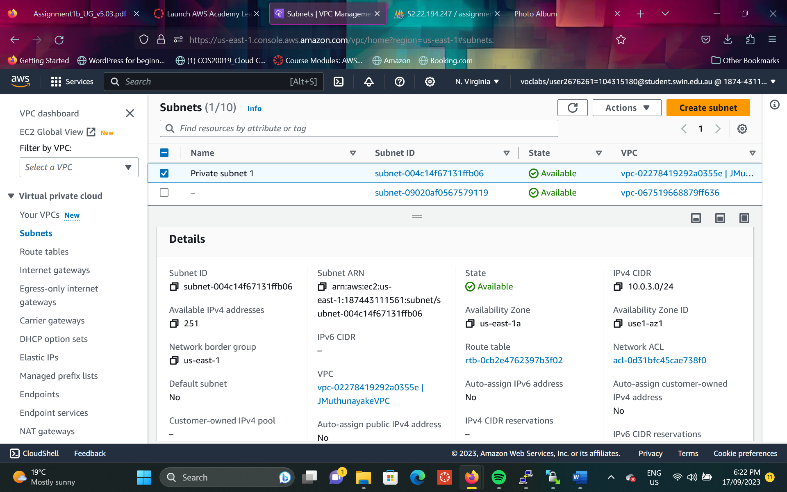 Assignment1b_UG_v5.03.pdf
Launch AWS Academy Le
Subnets | VPC Manageme
52.22.194.247 / assignme
Photo Album
https://us-east-1.console.aws.amazon.com/vpc/home?region=us-east-1#subnets:
Getting Started
WordPress for beginnin...
(1) COS20019_Cloud C...
Course Modules: AWS...
Amazon
Booking.com
Other Bookmarks
aws
Services
Search
[Alt+S]
N. Virginia
voclabs/user2676261=104315180@student.swin.edu.au @ 1874-4311...
VPC dashboard
EC2 Global View New
Filter by VPC:
Select a VPC
Virtual private cloud
Your VPCs New
Subnets
Route tables
Internet gateways
Egress-only internet
gateways
Carrier gateways
DHCP option sets
Elastic IPs
Managed prefix lists
Endpoints
Endpoint services
NAT gateways
Subnets (1/10) Info
Actions
Create subnet
Find resources by attribute or tag
1
Name
Subnet ID
State
VPC
Private subnet 1
subnet-004c14f67131ffb06
Available
vpc-02278419292a0355e | JMu...
–
subnet-09020af0567579119
Available
vpc-067519668879ff636
Details
Subnet ID
subnet-004c14f67131ffb06
Available IPv4 addresses
251
Network border group
us-east-1
Default subnet
No
Customer-owned IPv4 pool
–
Subnet ARN
arn:aws:ec2:us-
east-1:187443111561:subnet/s
ubnet-004c14f67131ffb06
IPv6 CIDR
–
VPC
vpc-02278419292a0355e |
JMuthunayakeVPC
Auto-assign public IPv4 address
No
State
Available
Availability Zone
us-east-1a
Route table
rtb-0cb2e4762397b3f02
Auto-assign IPv6 address
No
IPv4 CIDR reservations
–
IPv4 CIDR
10.0.3.0/24
Availability Zone ID
use1-az1
Network ACL
acl-0d31bfc45cae738f0
Auto-assign customer-owned
IPv4 address
No
IPv6 CIDR reservations
CloudShell
Feedback
© 2023, Amazon Web Services, Inc. or its affiliates.
Privacy
Terms
Cookie preferences
19°C
Mostly sunny
Search
1
ENG
US
6:22 PM
17/09/2023
11